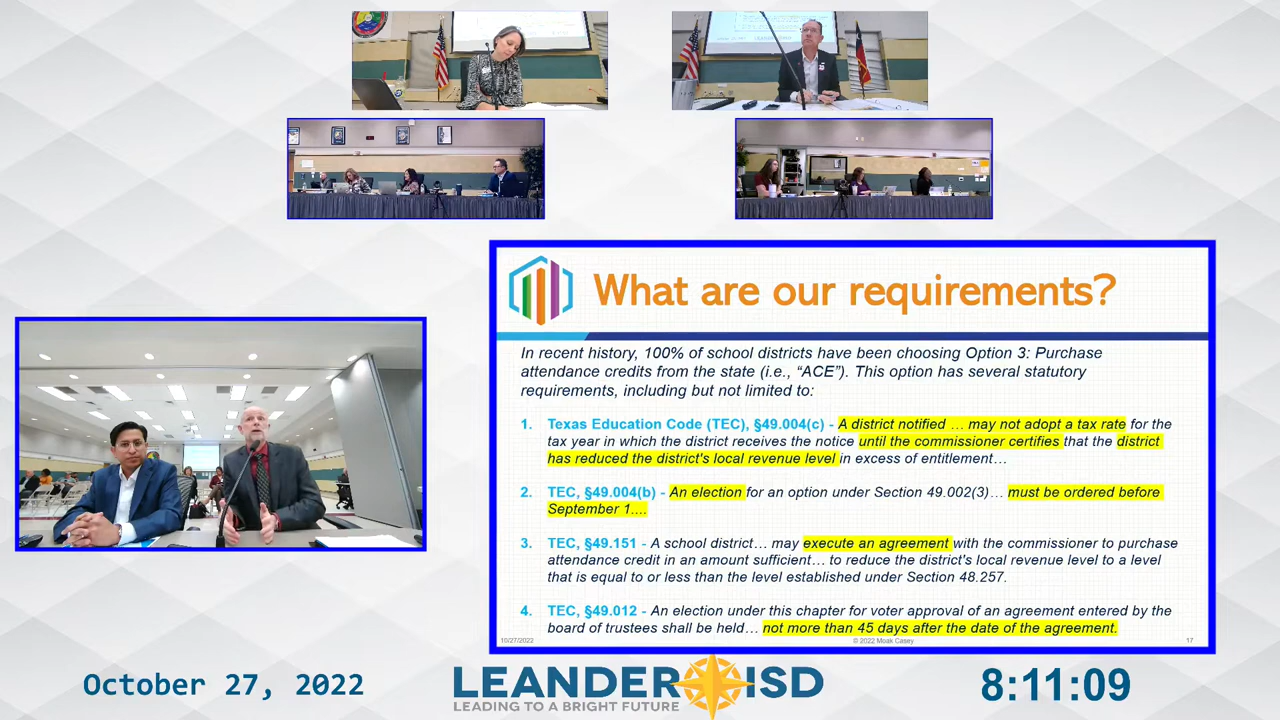 What are our requirements?
In recent history, 100% of school districts have been choosing Option 3: Purchase
attendance credits from the state (i.e., “ACE”). This option has several statutory
requirements, including but not limited to:
1. Texas Education Code (TEC), §49.004(c) - A district notified … may not adopt a tax rate for the
tax year in which the district receives the notice until the commissioner certifies that the district
has reduced the district's local revenue level in excess of entitlement…
2. TEC, §49.004(b) - An election for an option under Section 49.002(3)… must be ordered before
September 1….
3. TEC, §49.151 - A school district… may execute an agreement with the commissioner to purchase
attendance credit in an amount sufficient… to reduce the district's local revenue level to a level
that is equal to or less than the level established under Section 48.257.
4. TEC, §49.012 - An election under this chapter for voter approval of an agreement entered by the
board of trustees shall be held… not more than 45 days after the date of the agreement.
10/27/2022 © 2022 Moak Casey 17
October 27, 2022
LEANDER ISD
LEADING TO A BRIGHT FUTURE
8:11:09